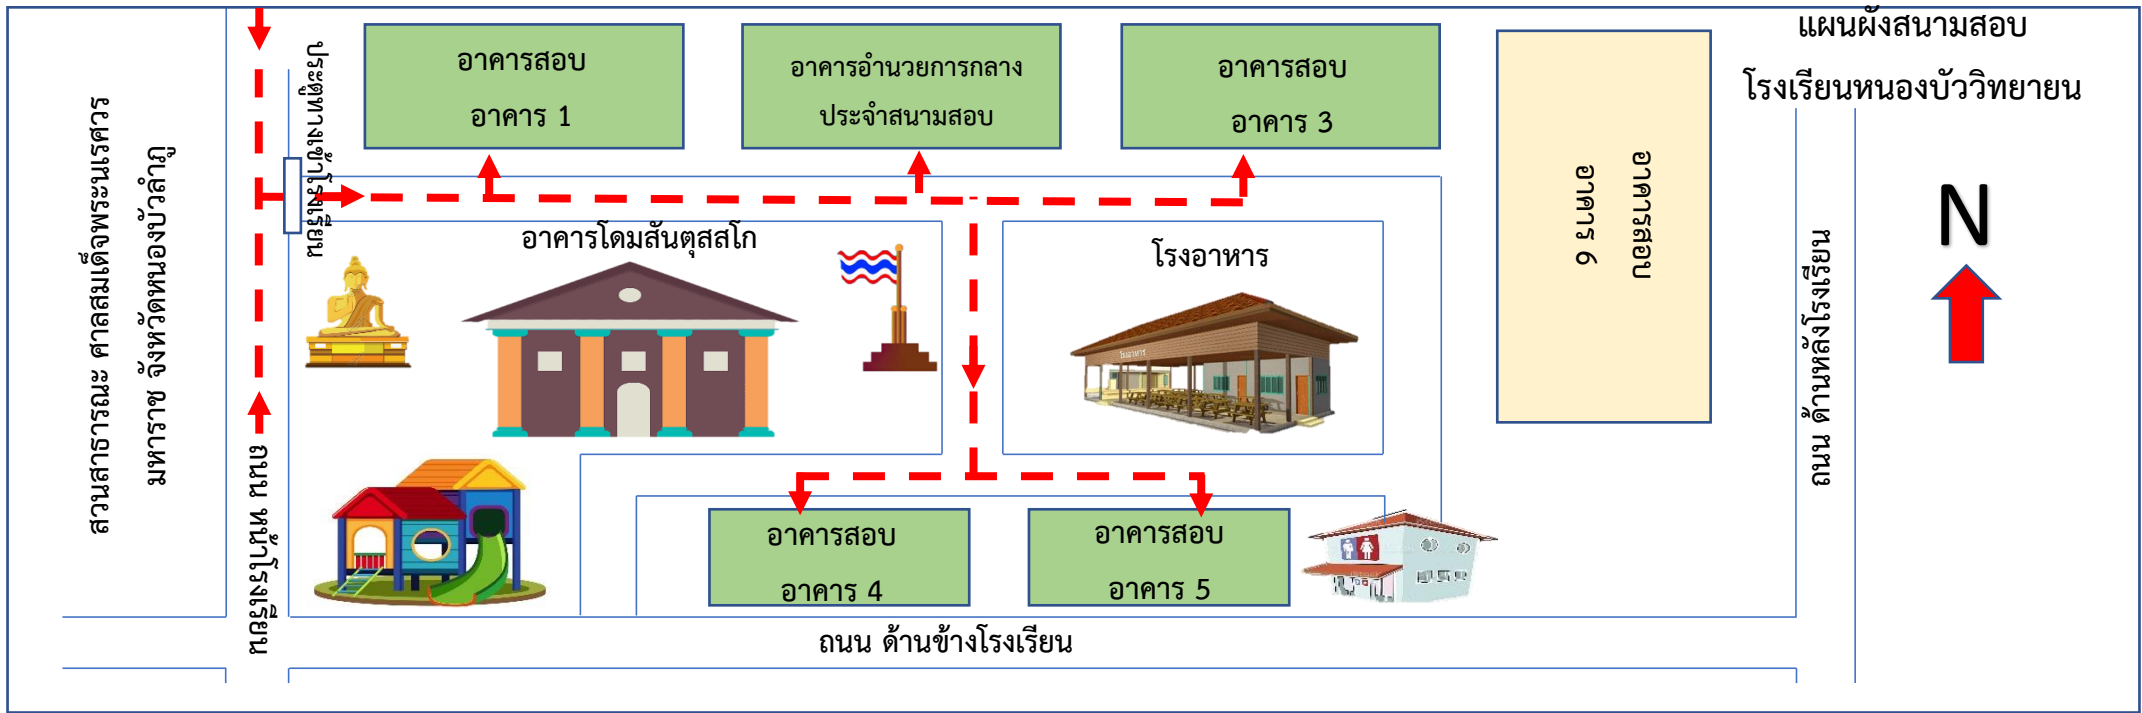 แผนผังสนามสอบ
โรงเรียนหนองบัววิทยายน
สวนสาธารณะ ศาลสมเด็จพระนเรศวร
มหาราช จังหวัดหนองบัวลำภู
ถนน หน้าโรงเรียน
ประตูทางเข้าโรงเรียน
อาคารสอบ
อาคาร 1
อาคารอำนวยการกลาง
ประจำสนามสอบ
อาคารสอบ
อาคาร 3
อาคารสอบ
อาคาร 6
N
อาคารโดมสันตุสสโก
โรงอาหาร
โรงอาหาร
ถนน ด้านหลังโรงเรียน
อาคารสอบ
อาคาร 4
อาคารสอบ
อาคาร 5
ถนน ด้านข้างโรงเรียน